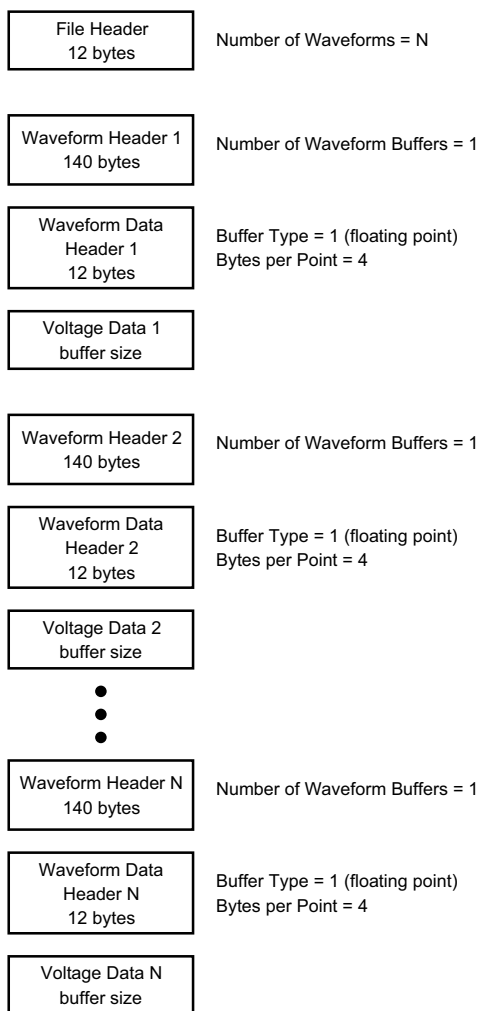 File Header
12 bytes
Number of Waveforms = N
Waveform Header 1
140 bytes
Number of Waveform Buffers = 1
Waveform Data
Header 1
12 bytes
Buffer Type = 1 (floating point)
Bytes per Point = 4
Voltage Data 1
buffer size
Waveform Header 2
140 bytes
Number of Waveform Buffers = 1
Waveform Data
Header 2
12 bytes
Buffer Type = 1 (floating point)
Bytes per Point = 4
Voltage Data 2
buffer size
Waveform Header N
140 bytes
Number of Waveform Buffers = 1
Waveform Data
Header N
12 bytes
Buffer Type = 1 (floating point)
Bytes per Point = 4
Voltage Data N
buffer size